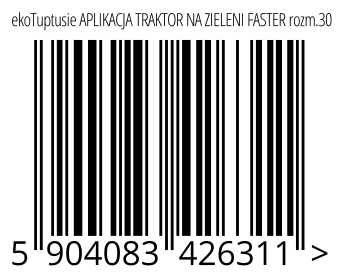 ekoTuptusie APLIKACJA TRAKTOR NA ZIELENI FASTER rozm.30
5 904083 426311 >